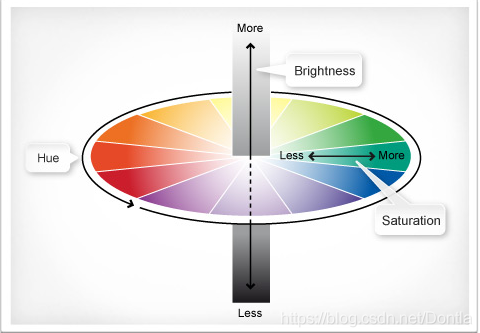 More
Brightness
Hue
Less
More
Saturation
Less
https://blog.csdn.net/Dontla